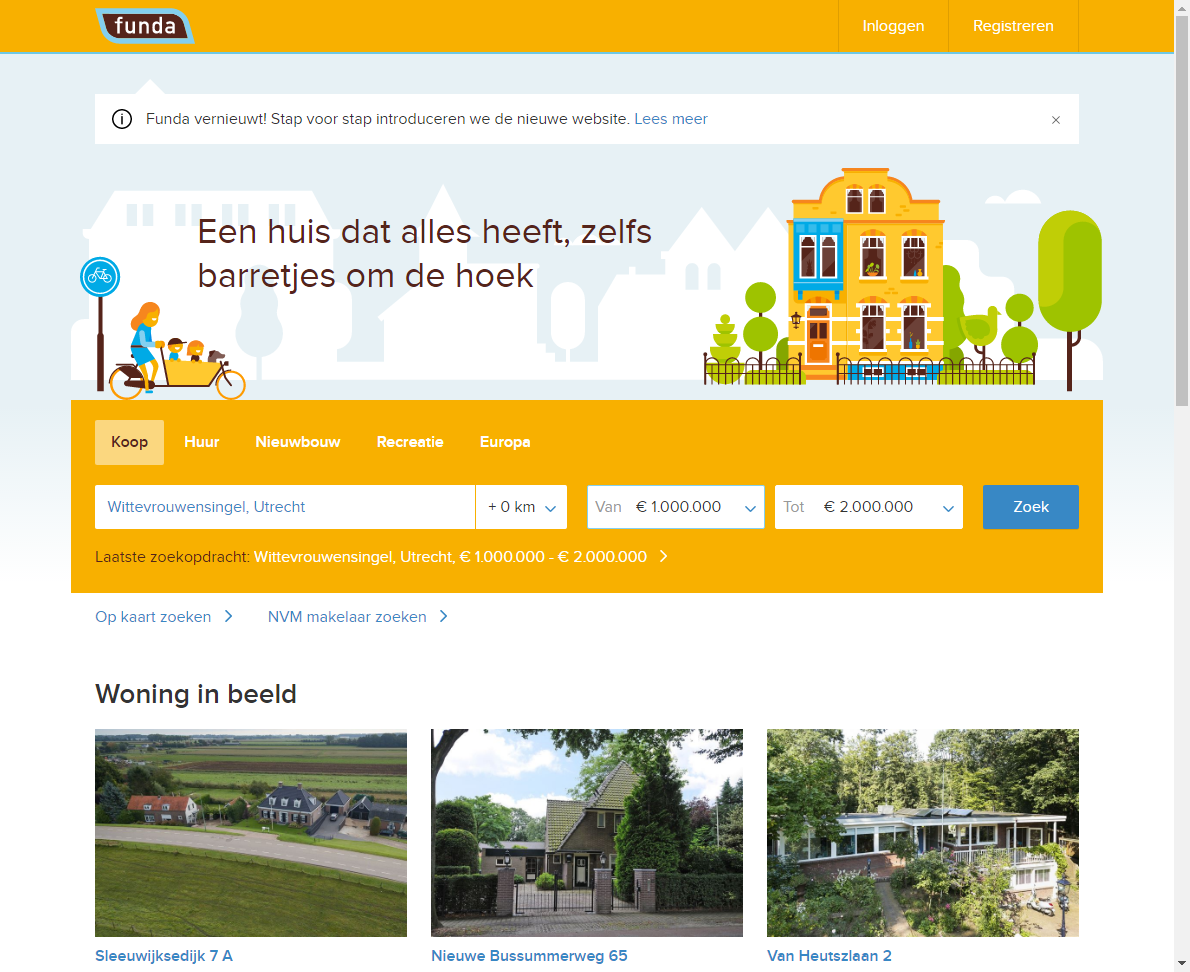 funda
Inloggen
Registreren
Funda vernieuwt! Stap voor stap introduceren we de nieuwe website. Lees meer
Een huis dat alles heeft, zelfs
barretjes om de hoek
Koop
Huur
Nieuwbouw
Recreatie
Europa
Wittevrouwensingel, Utrecht
+ 0 km
Van € 1.000.000
Tot € 2.000.000
Zoek
Laatste zoekopdracht: Wittevrouwensingel, Utrecht, € 1.000.000 - € 2.000.000
Op kaart zoeken
NVM makelaar zoeken
Woning in beeld
Sleeuwijksedijk 7 A
Nieuwe Bussummerweg 65
Van Heutszlaan 2